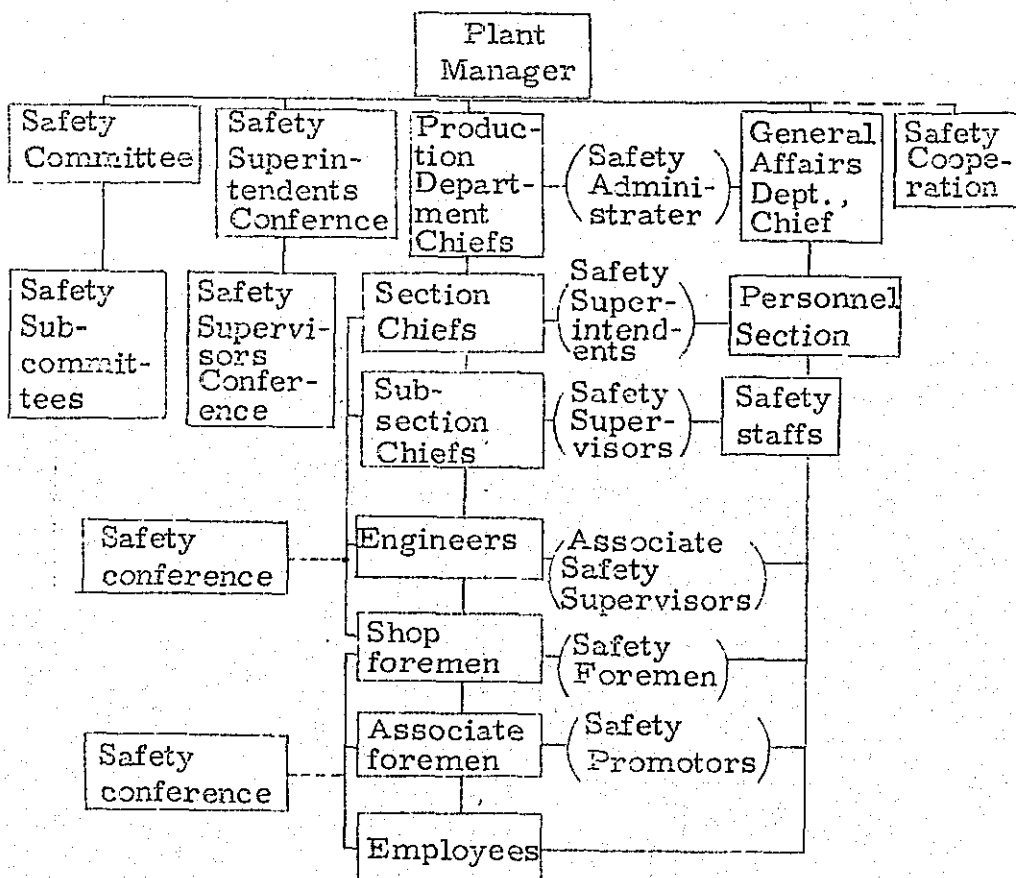 Plant
Manager
Safety
Committee
Safety
Superin-
tendents
Confernce
Produc-
tion
Depart-
ment
Chiefs
(Safety
Admini-
strater)
General
Affairs
Dept.,
Chief
Safety
Coope-
ration
Safety
Sub-
commit-
tees
Safety
Supervi-
sors
Confer-
ence
Section
Chiefs
(Safety
Super-
intend-
ents)
Personnel
Section
Sub-
section
Chiefs
(Safety
Super-
visors)
Safety
staffs
Safety
conference
Engineers
(Associate
Safety
Supervisors)
Shop
foremen
(Safety
Foremen)
Safety
conference
Associate
foremen
(Safety
Promotors)
Employees